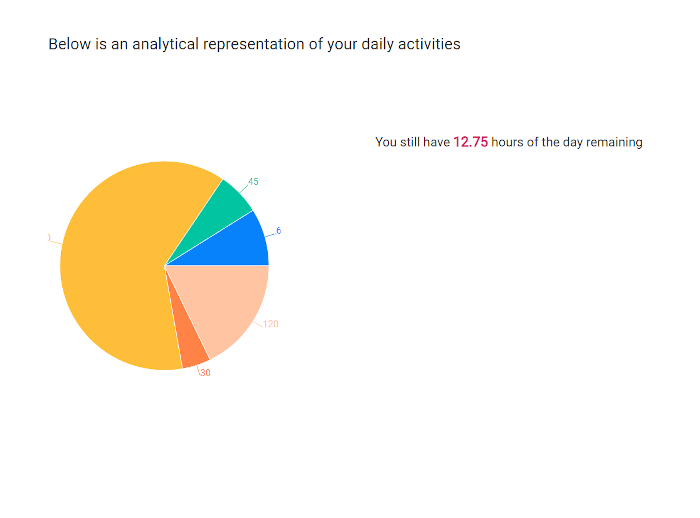 Below is an analytical representation of your daily activities
You still have 12.75 hours of the day remaining
45
6
120
30